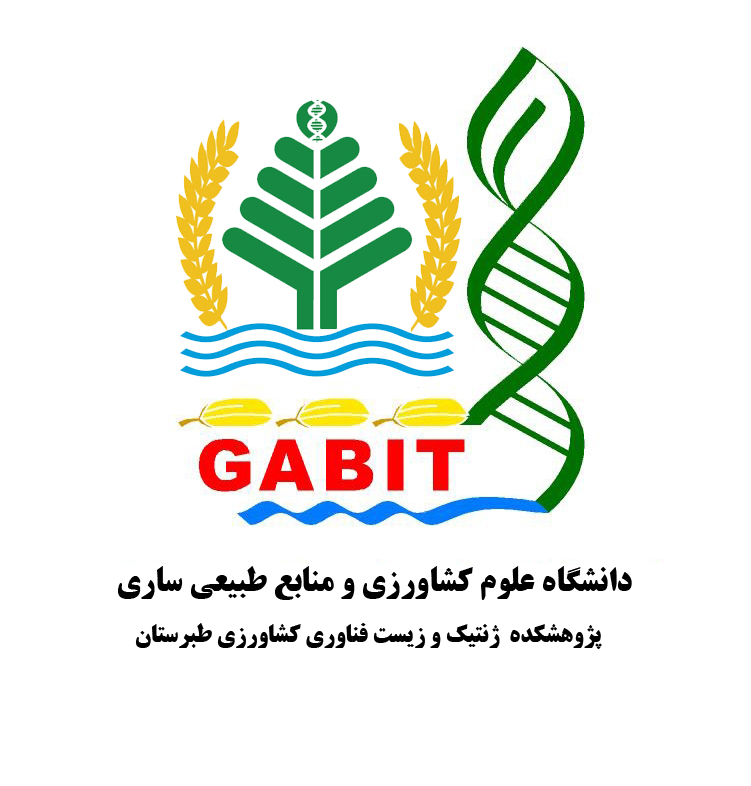 GABIT
دانشگاه علوم کشاورزی و منابع طبیعی ساری
پژوهشکده ژنتیک و زیست فناوری کشاورزی طبرستان